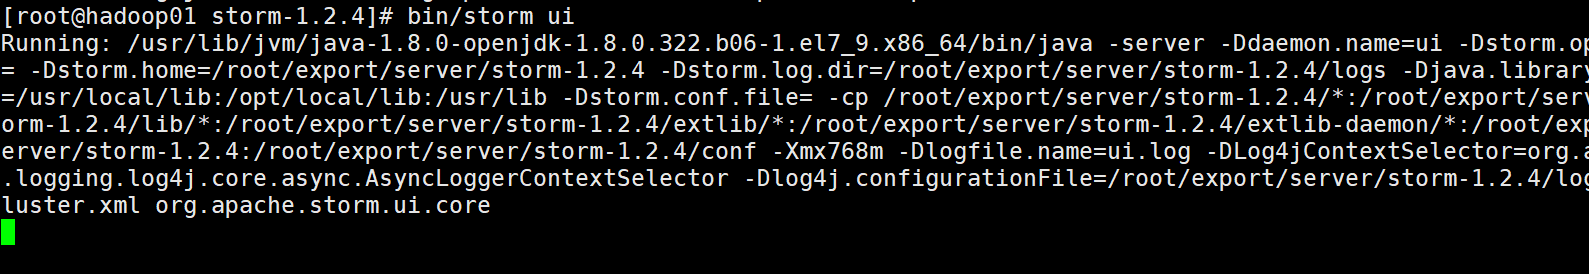 [root@hadoop01 storm-1.2.4]# bin/storm ui
Running: /usr/lib/jvm/java-1.8.0-openjdk-1.8.0.322.b06-1.el7_9.x86_64/bin/java -server -Ddaemon.name=ui -Dstorm.op
= -Dstorm.home=/root/export/server/storm-1.2.4 -Dstorm.log.dir=/root/export/server/storm-1.2.4/logs -Djava.library
=/usr/local/lib:/opt/local/lib:/usr/lib -Dstorm.conf.file= -cp /root/export/server/storm-1.2.4/*:/root/export/serv
orm-1.2.4/lib/*:/root/export/server/storm-1.2.4/extlib/*:/root/export/server/storm-1.2.4/extlib-daemon/*:/root/exp
erver/storm-1.2.4:/root/export/server/storm-1.2.4/conf -Xmx768m -Dlogfile.name=ui.log -DLog4jContextSelector=org.a
.logging.log4j.core.async.AsyncLoggerContextSelector -Dlog4j.configurationFile=/root/export/server/storm-1.2.4/log
luster.xml org.apache.storm.ui.core